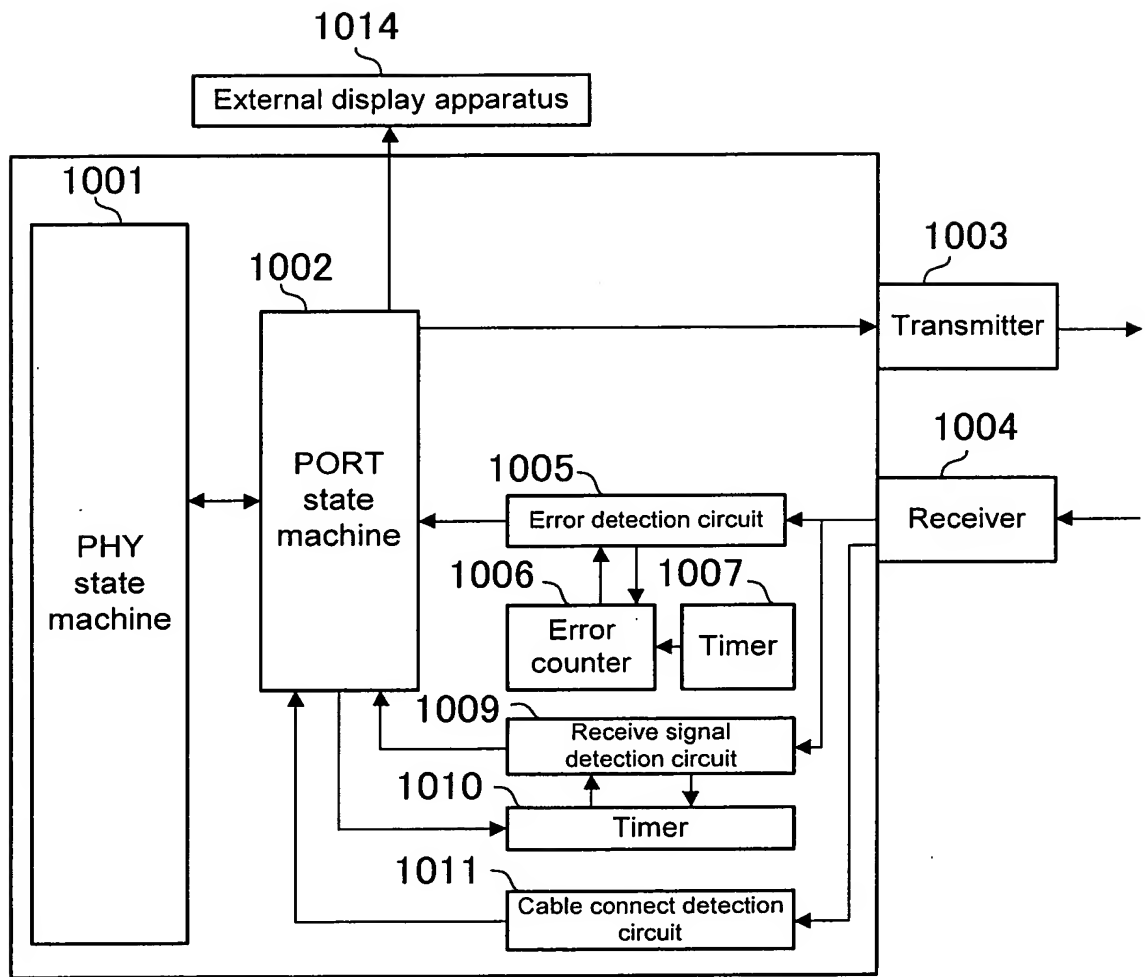 1014
External display apparatus
1001
PHY
state
machine
1002
PORT
state
machine
1003
Transmitter
1004
Receiver
1005
Error detection circuit
1006
Error
counter
1007
Timer
1009
Receive signal
detection circuit
1010
Timer
1011
Cable connect detection
circuit